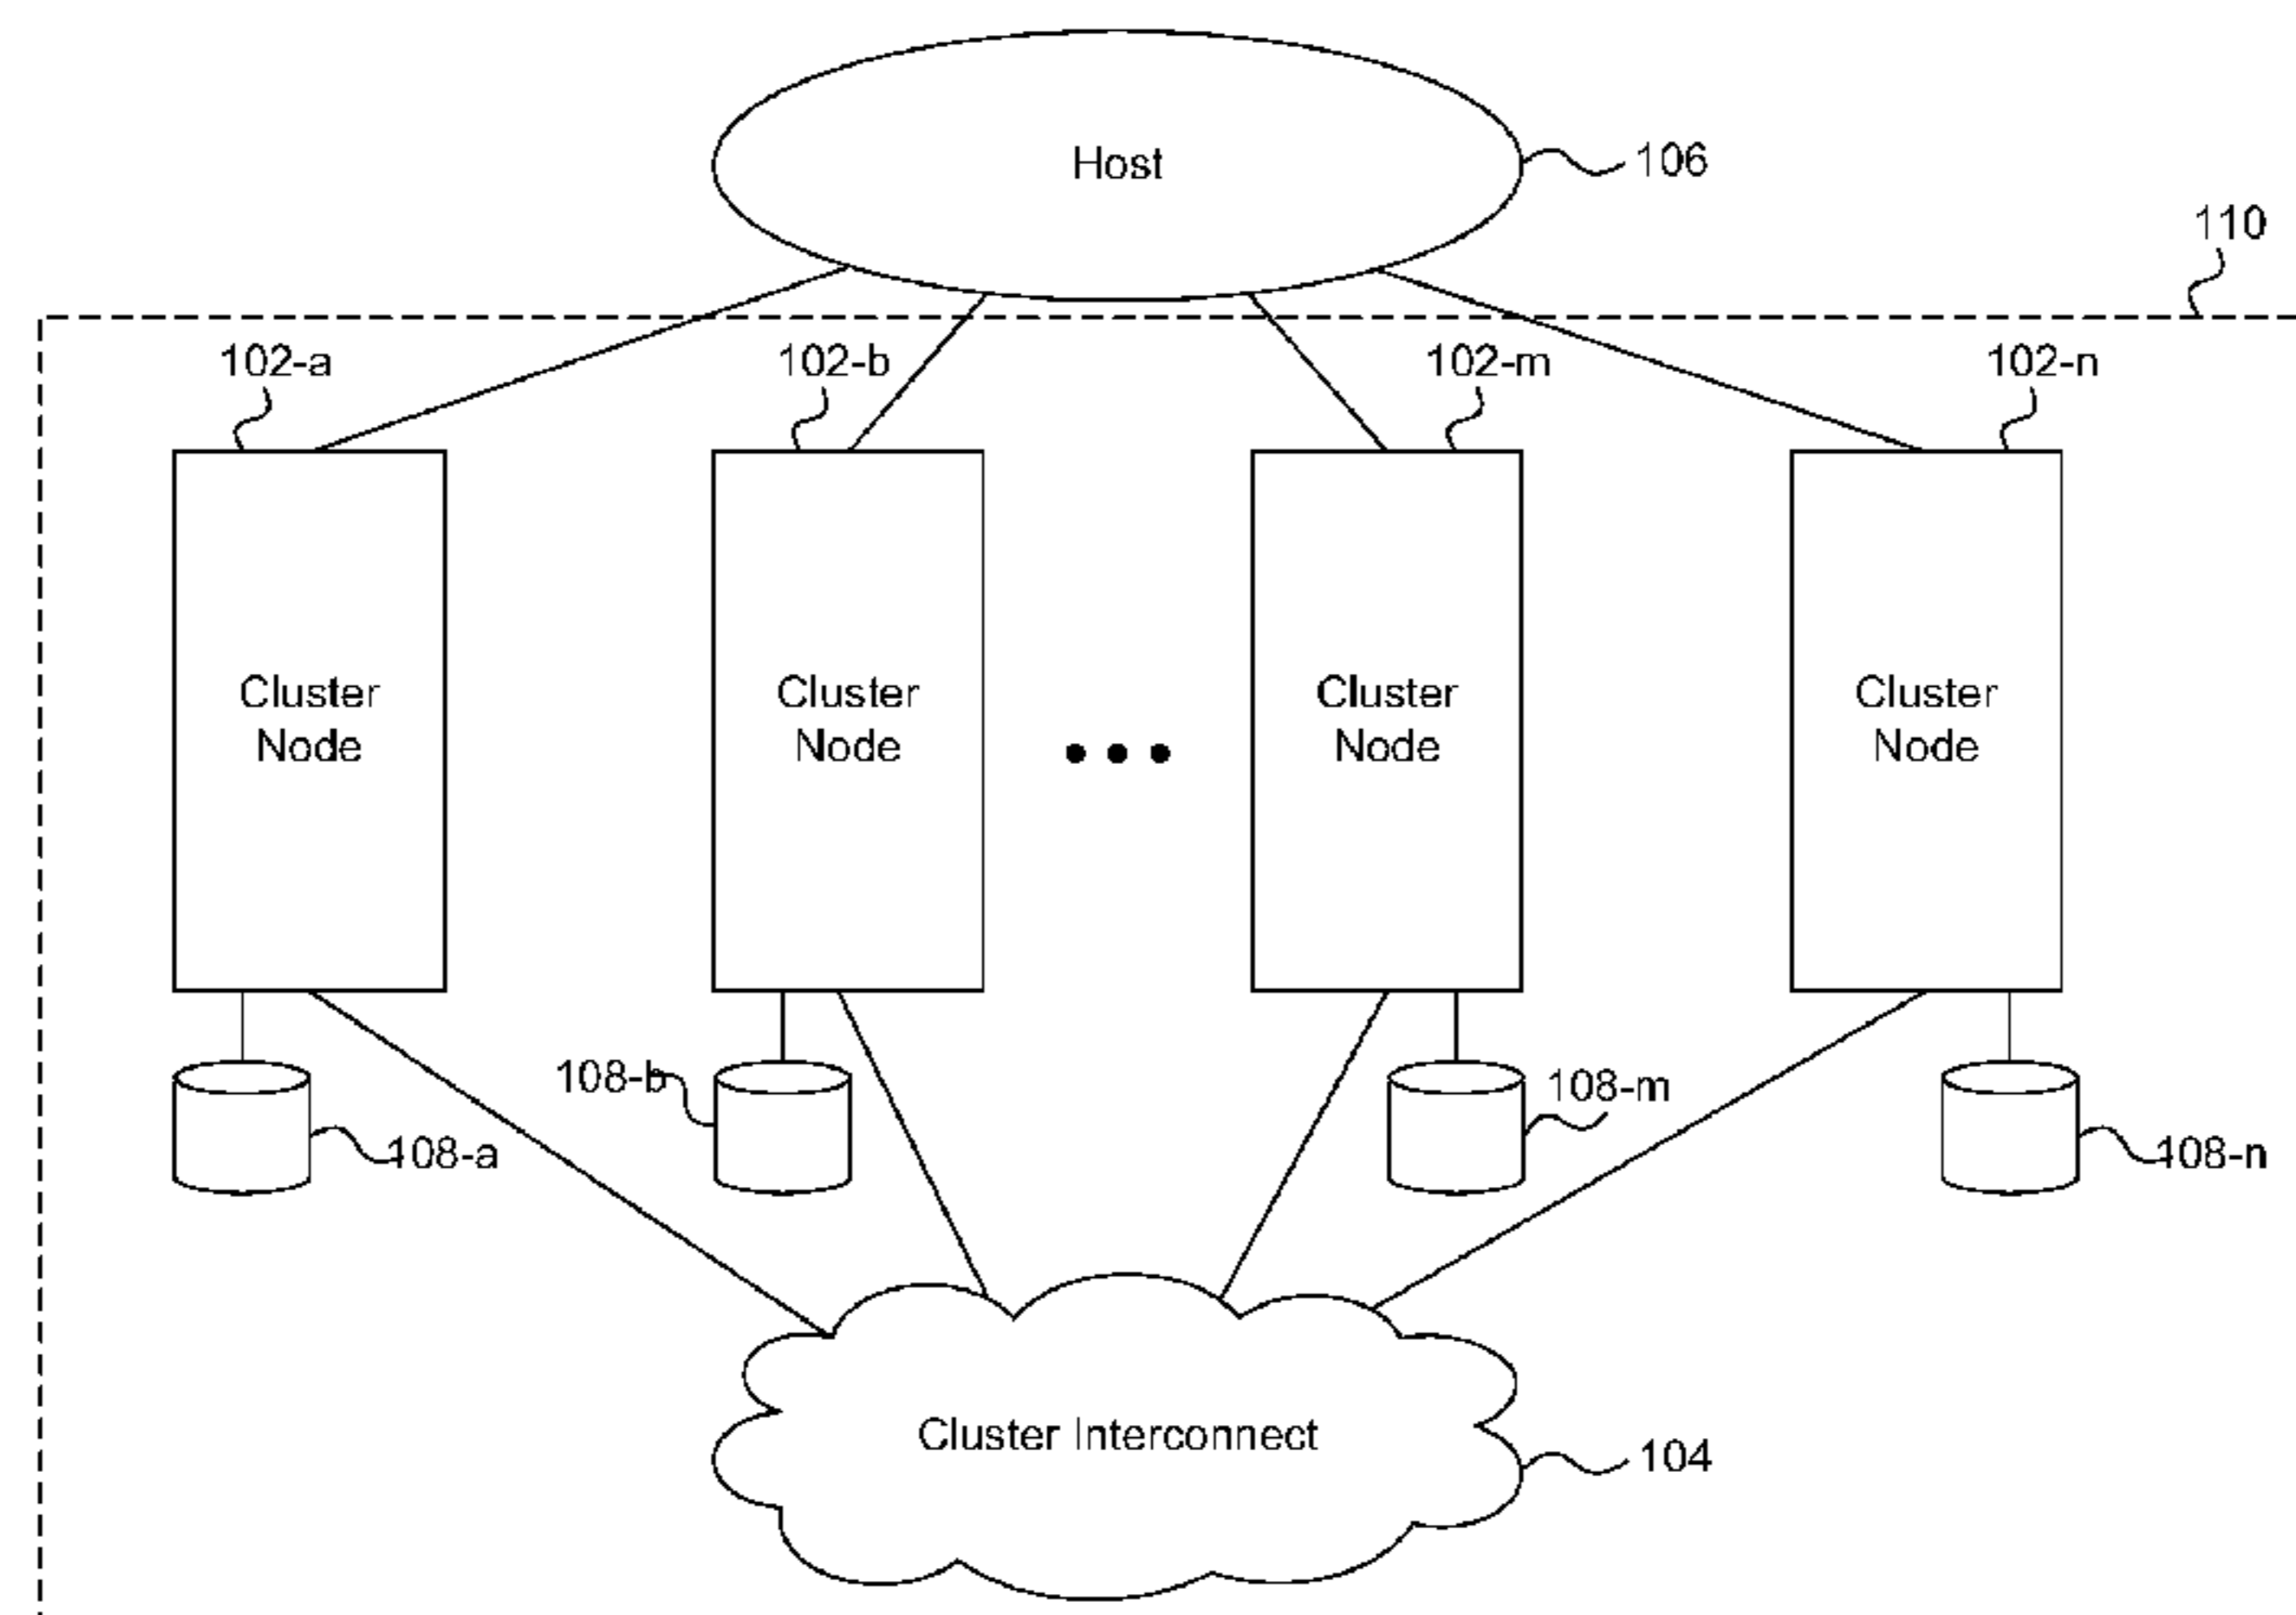 Host
106
110
102-a
102-b
102-m
102-n
Cluster
Node
Cluster
Node
Cluster
Node
Cluster
Node
108-a
108-b
108-m
108-n
Cluster Interconnect
104